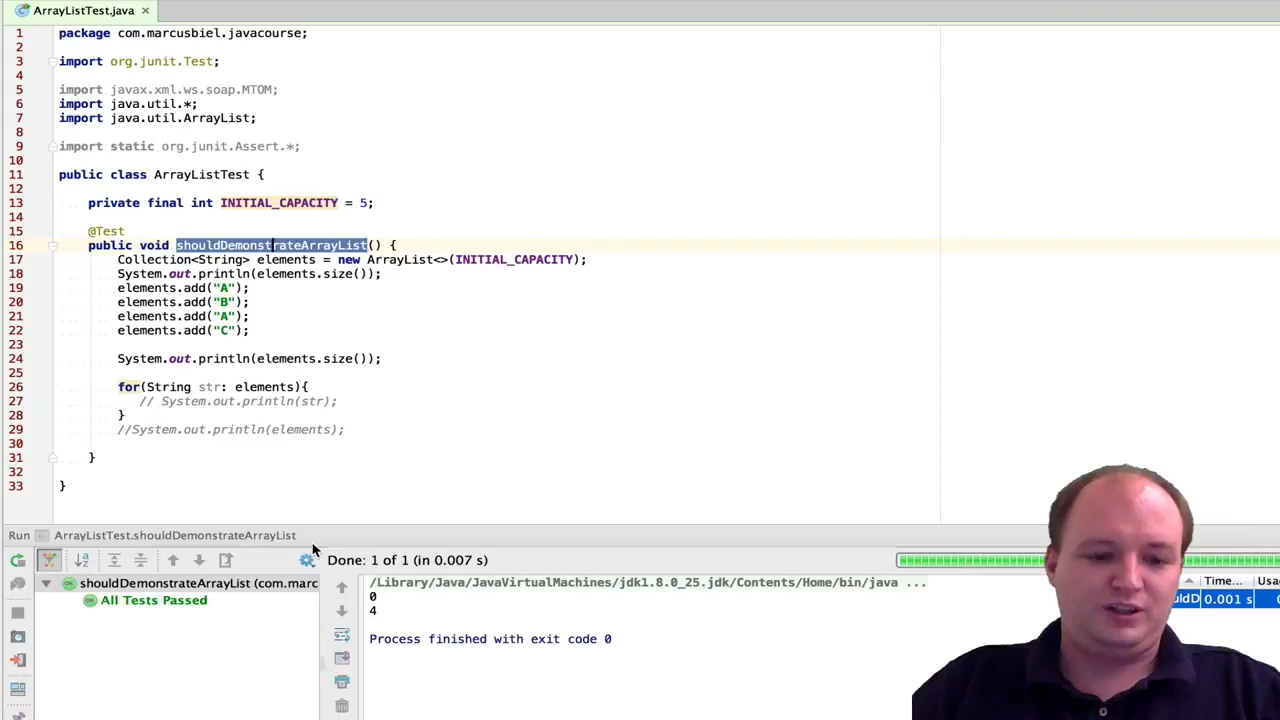 ArrayListTest.java
1 package com.marcusbiel.javacourse;
2
3 import org.junit.Test;
4
5 import javax.xml.ws.soap.MTOM;
6 import java.util.*;
7 import java.util.ArrayList;
8
9 import static org.junit.Assert.*;
10
11 public class ArrayListTest {
12
13 private final int INITIAL_CAPACITY = 5;
14
15 @Test
16 public void shouldDemonstrateArrayList() {
17 Collection<String> elements = new ArrayList<>(INITIAL_CAPACITY);
18 System.out.println(elements.size());
19 elements.add("A");
20 elements.add("B");
21 elements.add("A");
22 elements.add("C");
23
24 System.out.println(elements.size());
25
26 for(String str: elements){
27 // System.out.println(str);
28 }
29 //System.out.println(elements);
30
31 }
32
33 }
Run ArrayListTest.shouldDemonstrateArrayList
Done: 1 of 1 (in 0.007 s)
shouldDemonstrateArrayList (com.marc
All Tests Passed
/Library/Java/JavaVirtualMachines/jdk1.8.0_25.jdk/Contents/Home/bin/java ...
0
4
Process finished with exit code 0
Time...
0.001 s